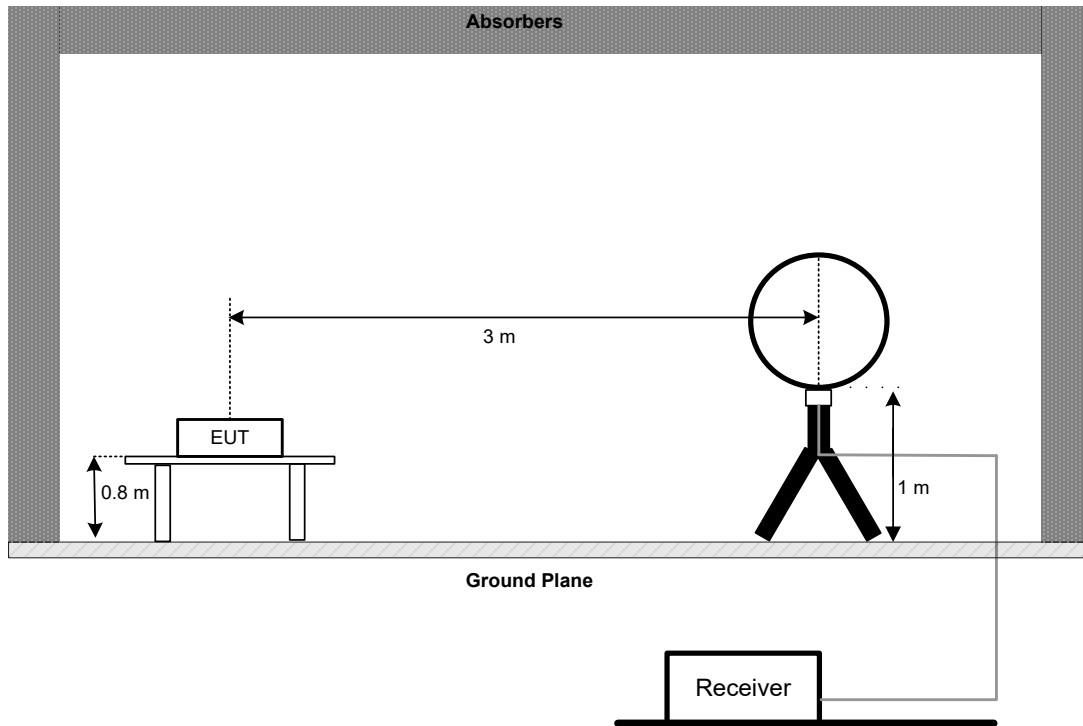 Absorbers
3 m
EUT
0.8 m
1 m
Ground Plane
Receiver